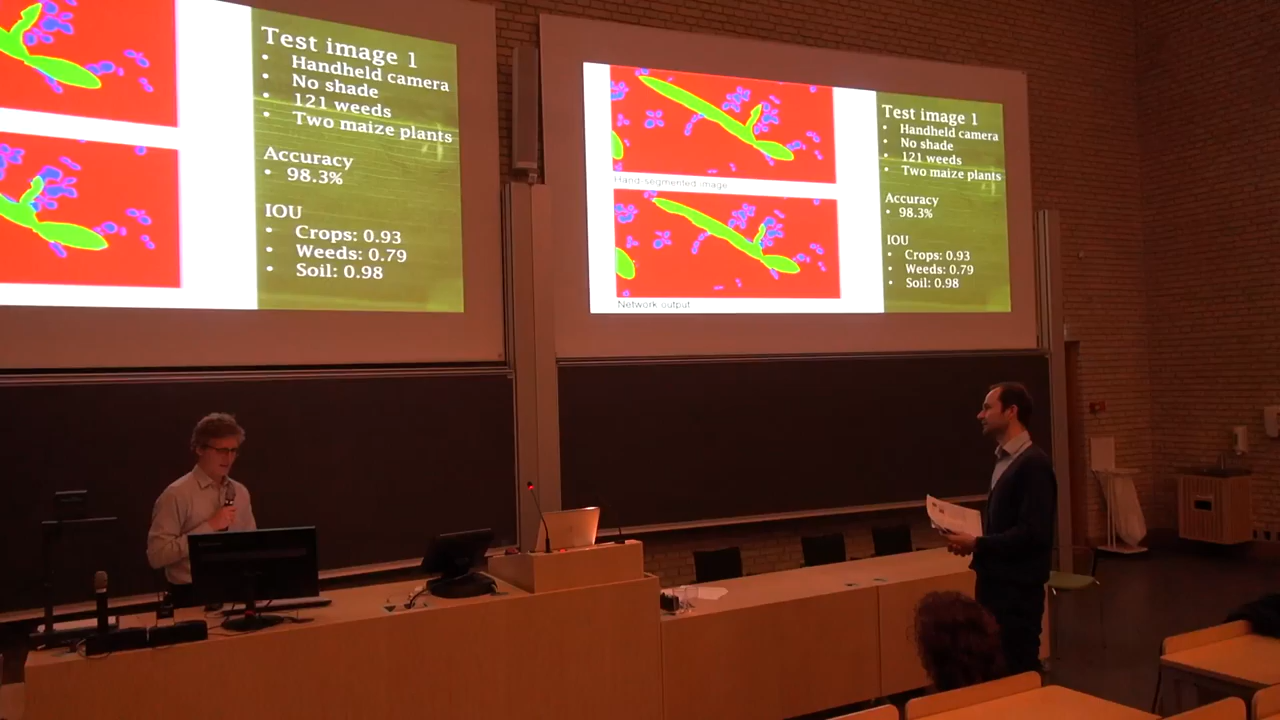 Test image 1
• Handheld camera
• No shade
• 121 weeds
• Two maize plants
Accuracy
• 98.3%
IOU
• Crops: 0.93
• Weeds: 0.79
• Soil: 0.98
Hand segmented image
Network output
Test image 1
• Handheld camera
• No shade
• 121 weeds
• Two maize plants
Accuracy
• 98.3%
IOU
• Crops: 0.93
• Weeds: 0.79
• Soil: 0.98